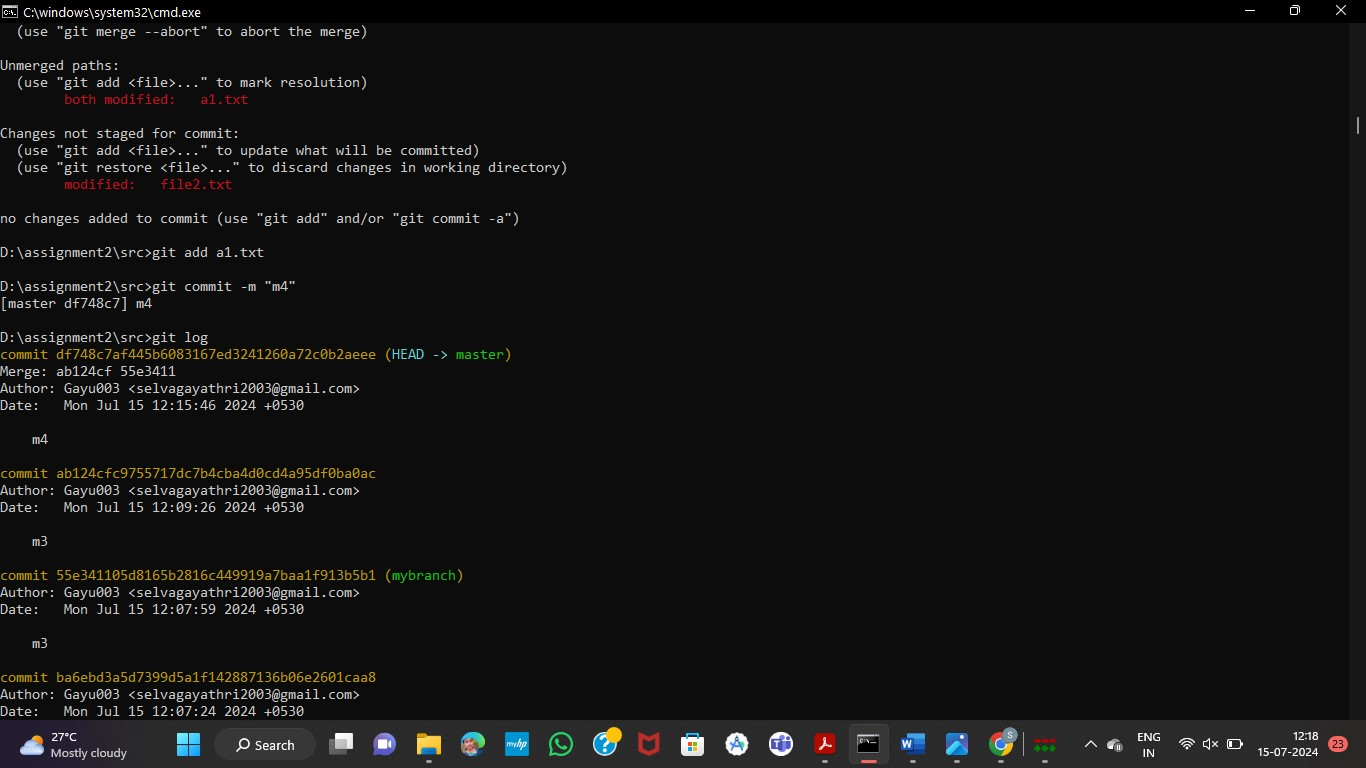 C:\windows\system32\cmd.exe
(use "git merge --abort" to abort the merge)
Unmerged paths:
(use "git add <file>..." to mark resolution)
both modified:   a1.txt
Changes not staged for commit:
(use "git add <file>..." to update what will be committed)
(use "git restore <file>..." to discard changes in working directory)
modified:   file2.txt
no changes added to commit (use "git add" and/or "git commit -a")
D:\assignment2\src>git add a1.txt
D:\assignment2\src>git commit -m "m4"
[master df748c7] m4
D:\assignment2\src>git log
commit df748c7af445b6083167ed3241260a72c0b2aeee (HEAD -> master)
Merge: ab124cf 55e3411
Author: Gayu003 <selvagayathri2003@gmail.com>
Date:   Mon Jul 15 12:15:46 2024 +0530
m4
commit ab124cfc9755717dc7b4cba4d0cd4a95df0ba0ac
Author: Gayu003 <selvagayathri2003@gmail.com>
Date:   Mon Jul 15 12:09:26 2024 +0530
m3
commit 55e341105d8165b2816c449919a7baa1f913b5b1 (mybranch)
Author: Gayu003 <selvagayathri2003@gmail.com>
Date:   Mon Jul 15 12:07:59 2024 +0530
m3
commit ba6ebd3a5d7399d5a1f142887136b06e2601caa8
Author: Gayu003 <selvagayathri2003@gmail.com>
Date:   Mon Jul 15 12:07:24 2024 +0530
27°C
Mostly cloudy
Search
myhp
S
ENG
IN
12:18
15-07-2024
23